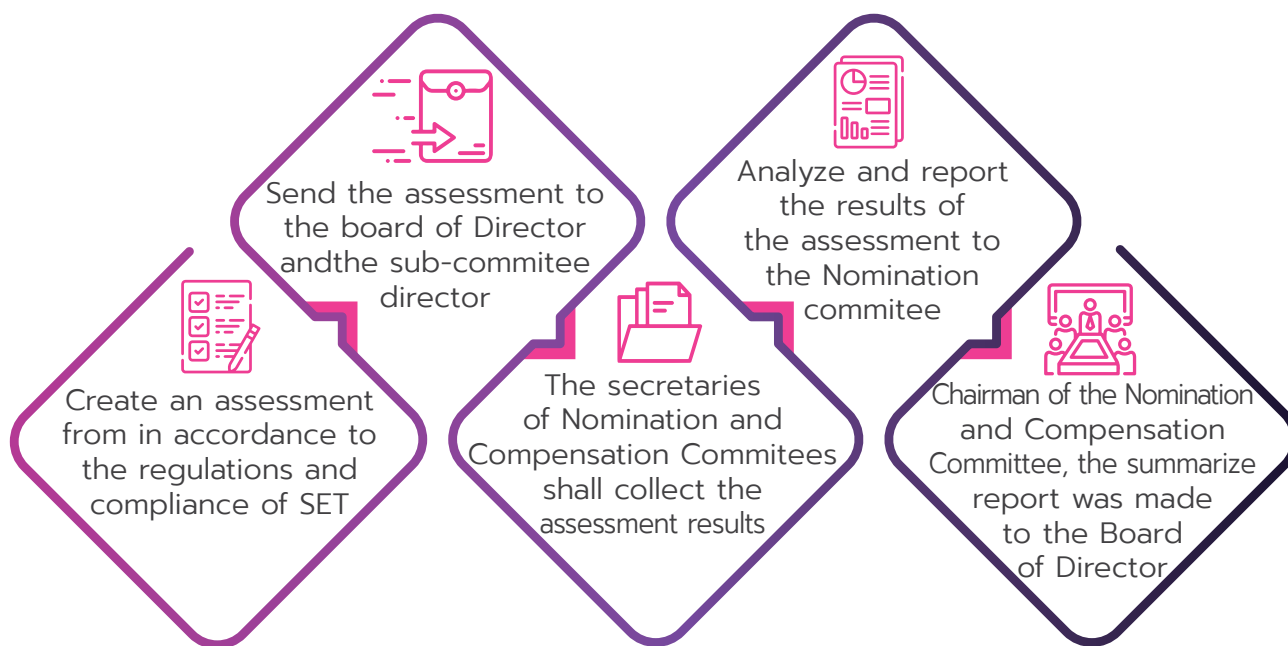 Create an assessment
from in accordance to
the regulations and
compliance of SET
Send the assessment to
the board of Director
andthe sub-commitee
director
The secretaries
of Nomination and
Compensation Commitees
shall collect the
assessment results
Analyze and report
the results of
the assessment to
the Nomination
commitee
Chairman of the Nomination
and Compensation
Committee, the summarize
report was made
to the Board
of Director